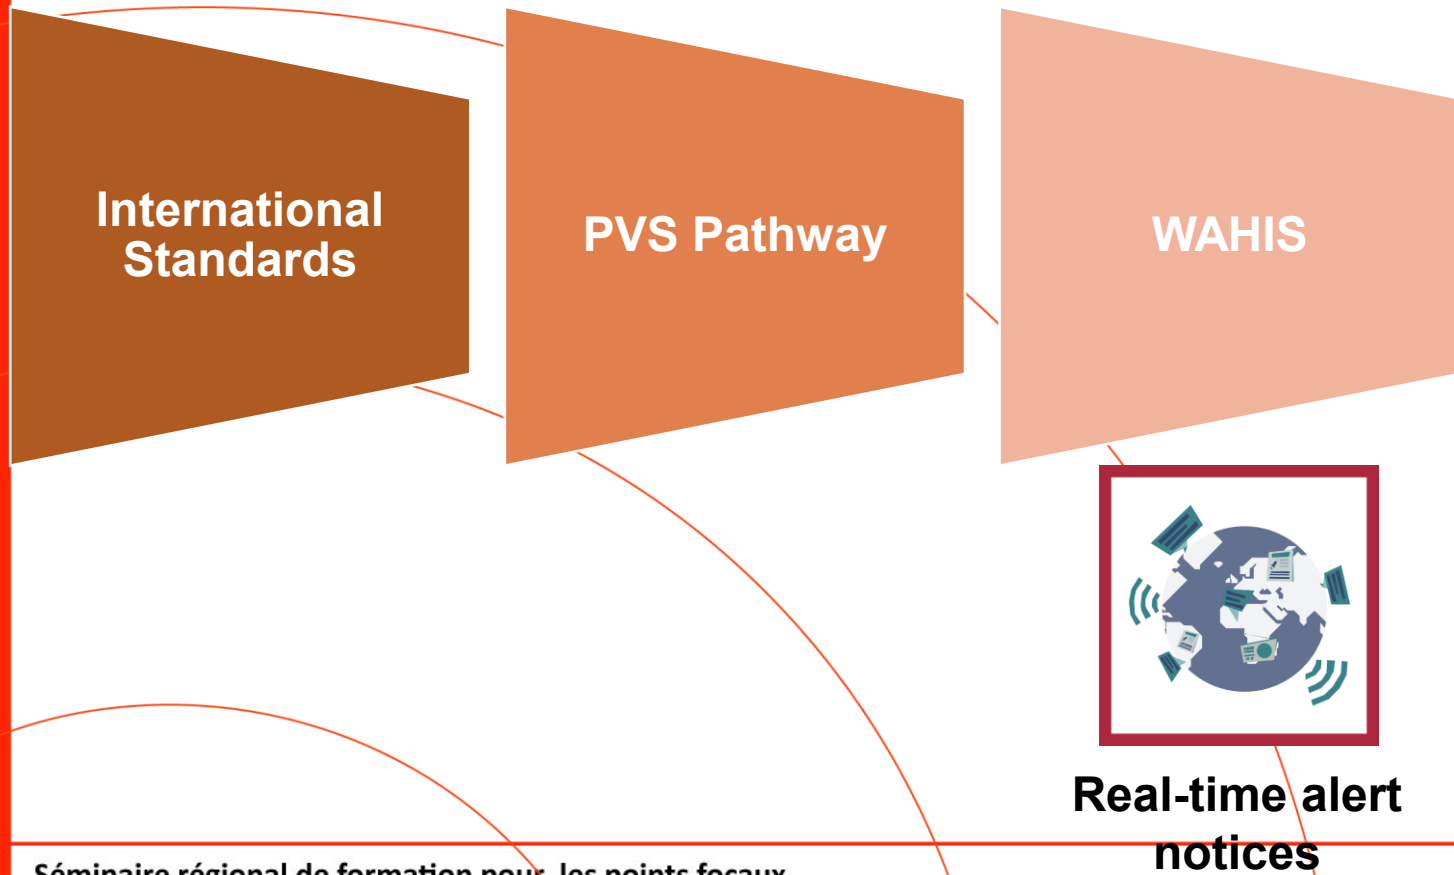 International
Standards
PVS Pathway
WAHIS
Real-time alert
notices
Séminaire régional de formation pour les points focaux